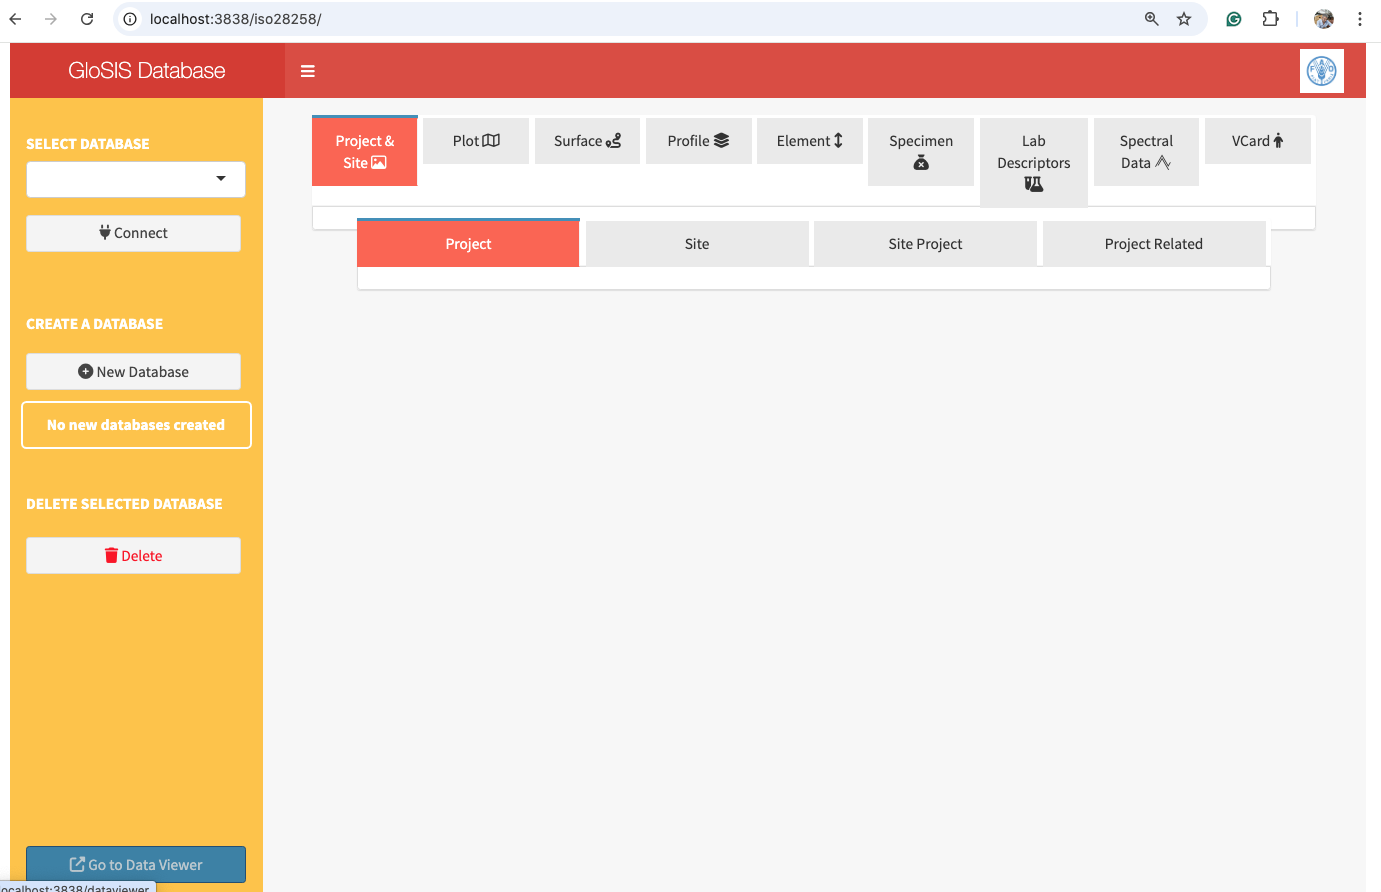 localhost:3838/iso28258/
GloSIS Database
FAO
SELECT DATABASE
Connect
CREATE A DATABASE
New Database
No new databases created
DELETE SELECTED DATABASE
Delete
Go to Data Viewer
localhost:3838/dataviewer
Project &
Site
Plot
Surface
Profile
Element
Specimen
Lab
Descriptors
Spectral
Data
VCard
Project
Site
Site Project
Project Related